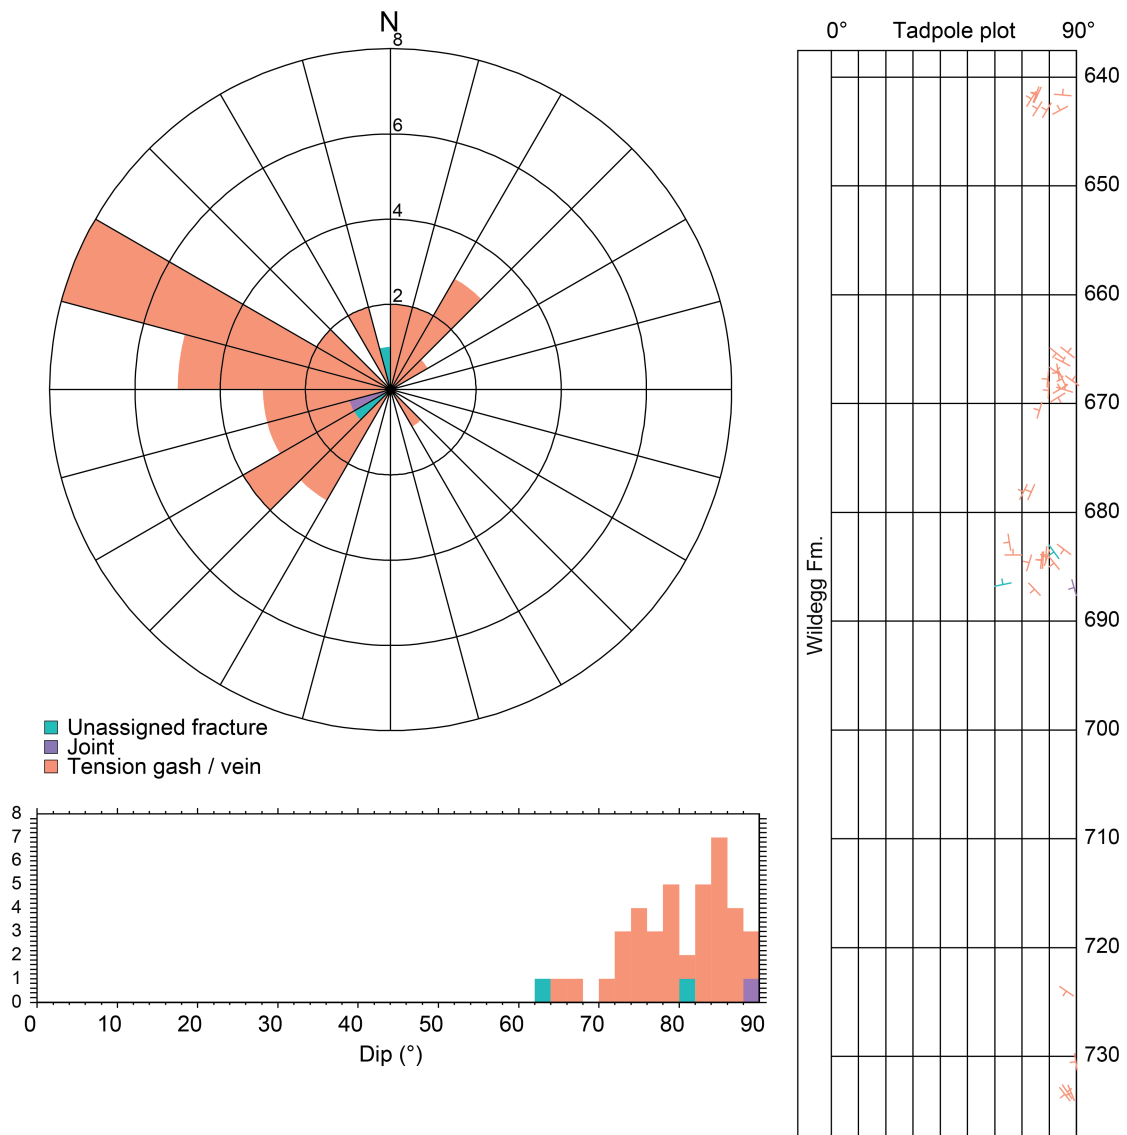 N
8
6
4
2
Unassigned fracture
Joint
Tension gash / vein
8
7
6
5
4
3
2
1
0
0 10 20 30 40 50 60 70 80 90
Dip (°)
0° Tadpole plot 90°
640
650
660
670
680
690
700
710
720
730
Wildegg Fm.